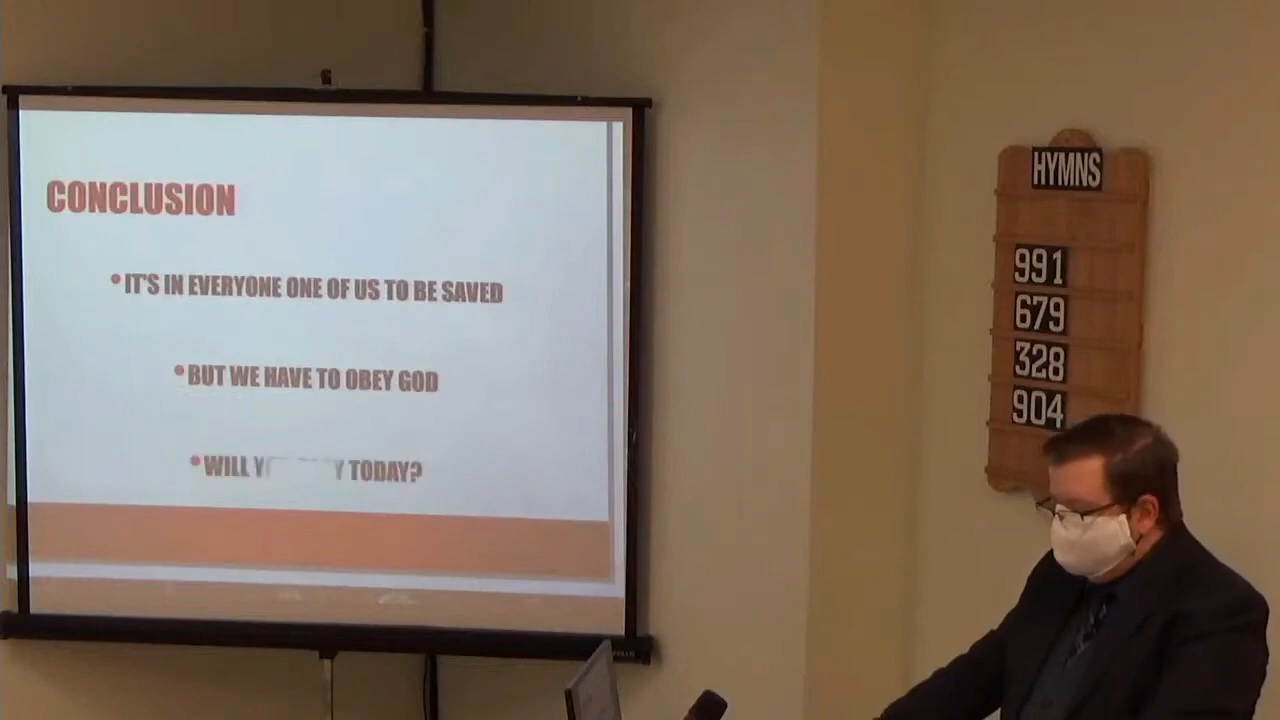 CONCLUSION
•IT'S IN EVERYONE ONE OF US TO BE SAVED
•BUT WE HAVE TO OBEY GOD
•WILL TODAY?
HYMNS
991
679
328
904